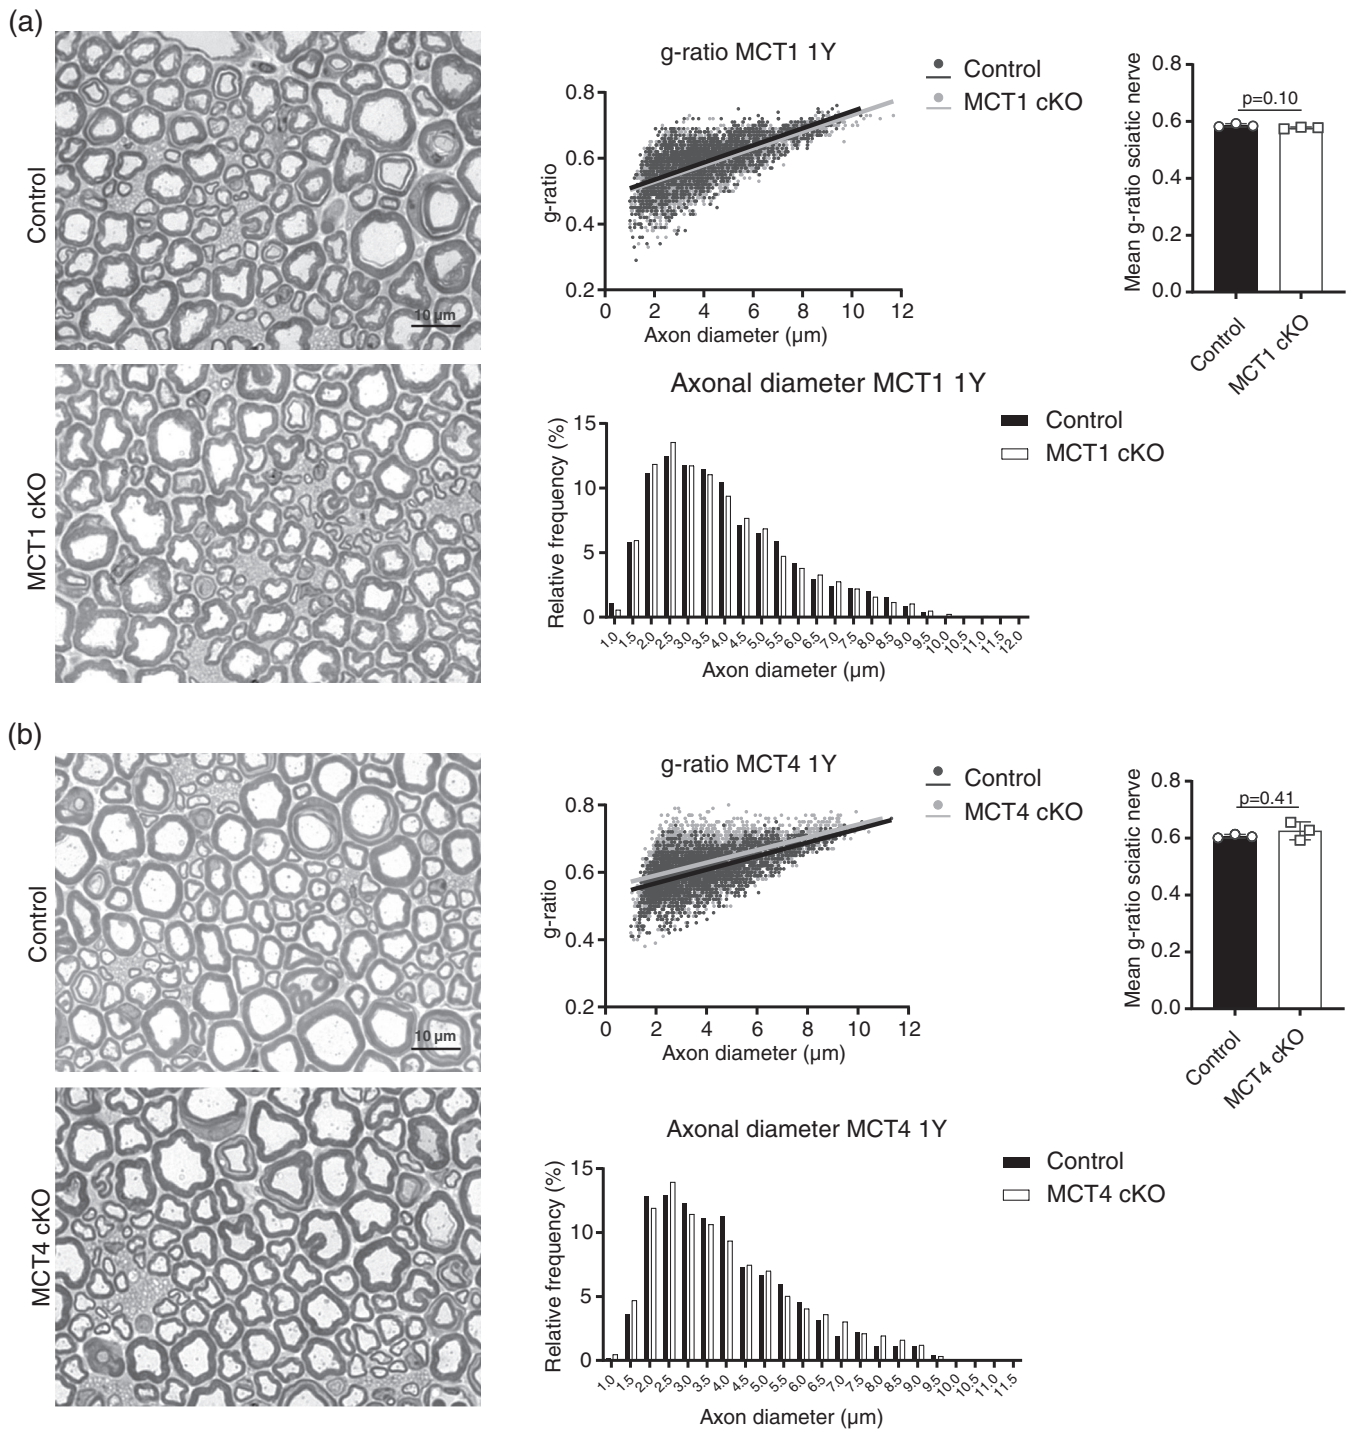 (a)
Control
10 µm
MCT1 cKO
g-ratio MCT1 1Y
Control
MCT1 cKO
g-ratio
0.8
0.6
0.4
0.2
0 2 4 6 8 10 12
Axon diameter (µm)
Mean g-ratio sciatic nerve
0.8
0.6
0.4
0.2
0.0
p=0.10
Control
MCT1 cKO
Axonal diameter MCT1 1Y
Control
MCT1 cKO
Relative frequency (%)
15
10
5
0
1.0 1.5 2.0 2.5 3.0 3.5 4.0 4.5 5.0 5.5 6.0 6.5 7.0 7.5 8.0 8.5 9.0 9.5 10.0 10.5 11.0 11.5 12.0
Axon diameter (µm)
(b)
Control
10 µm
MCT4 cKO
g-ratio MCT4 1Y
Control
MCT4 cKO
g-ratio
0.8
0.6
0.4
0.2
0 2 4 6 8 10 12
Axon diameter (µm)
Mean g-ratio sciatic nerve
0.8
0.6
0.4
0.2
0.0
p=0.41
Control
MCT4 cKO
Axonal diameter MCT4 1Y
Control
MCT4 cKO
Relative frequency (%)
15
10
5
0
1.0 1.5 2.0 2.5 3.0 3.5 4.0 4.5 5.0 5.5 6.0 6.5 7.0 7.5 8.0 8.5 9.0 9.5 10.0 10.5 11.0 11.5
Axon diameter (µm)